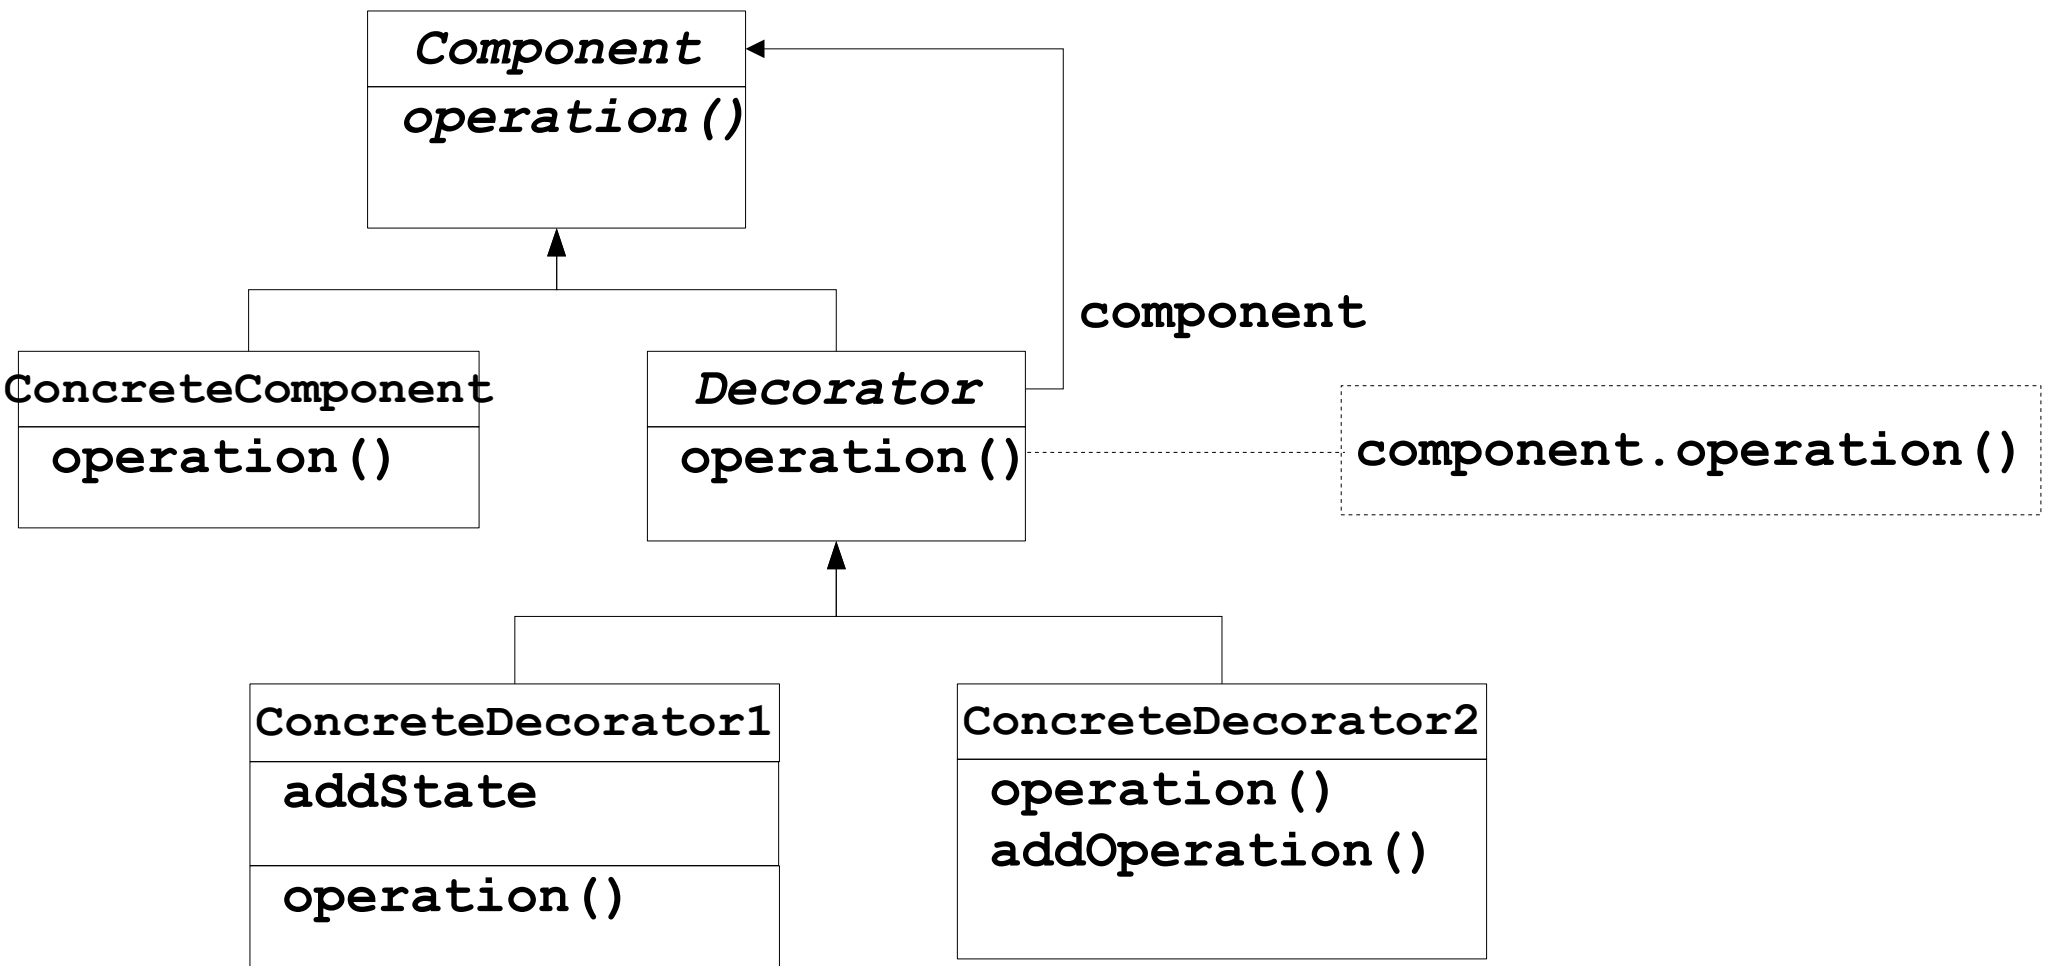 Component
operation()
component
ConcreteComponent
operation()
Decorator
operation()
component.operation()
ConcreteDecorator1
addState
operation()
ConcreteDecorator2
operation()
addOperation()